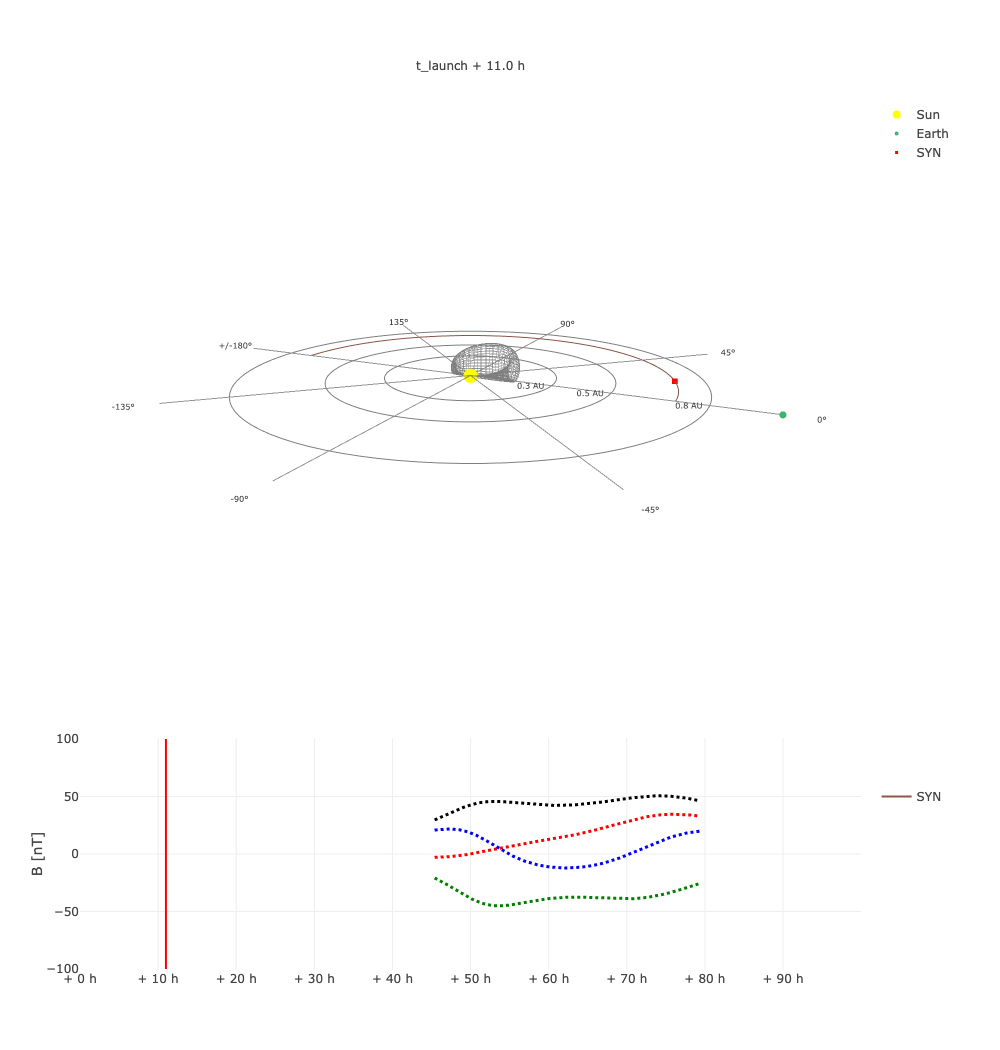 t_launch + 11.0 h
Sun
Earth
SYN
135°
90°
+/-180°
45°
0.3 AU
0.5 AU
0.8 AU
-135°
0°
-90°
-45°
100
50
0
−50
−100
B [nT]
SYN
+ 0 h
+ 10 h
+ 20 h
+ 30 h
+ 40 h
+ 50 h
+ 60 h
+ 70 h
+ 80 h
+ 90 h